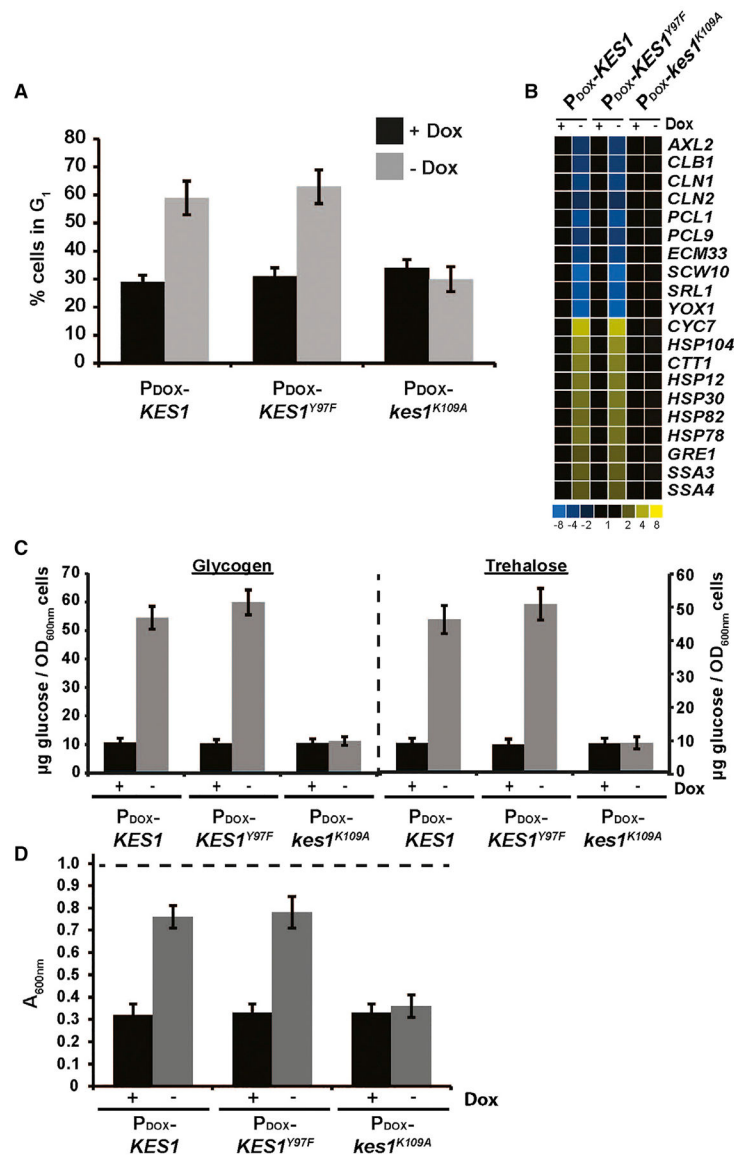 A
% cells in G1
80
70
60
50
40
30
20
10
0
+ Dox
- Dox
PDOX-
KES1
PDOX-
KES1Y97F
PDOX-
kes1K109A
B
PDOX-KES1
PDOX-KES1Y97F
PDOX-kes1K109A
+ - + - + - Dox
AXL2
CLB1
CLN1
CLN2
PCL1
PCL9
ECM33
SCW10
SRL1
YOX1
CYC7
HSP104
CTT1
HSP12
HSP30
HSP82
HSP78
GRE1
SSA3
SSA4
-8 -4 -2 1 2 4 8
C
Glycogen
Trehalose
µg glucose / OD600nm cells
70
60
50
40
30
20
10
0
60
50
40
30
20
10
0
µg glucose / OD600nm cells
+ - + - + - + - + - + - Dox
PDOX-
KES1
PDOX-
KES1Y97F
PDOX-
kes1K109A
PDOX-
KES1
PDOX-
KES1Y97F
PDOX-
kes1K109A
D
A600nm
1.0
0.9
0.8
0.7
0.6
0.5
0.4
0.3
0.2
0.1
0
+ - + - + - Dox
PDOX-
KES1
PDOX-
KES1Y97F
PDOX-
kes1K109A